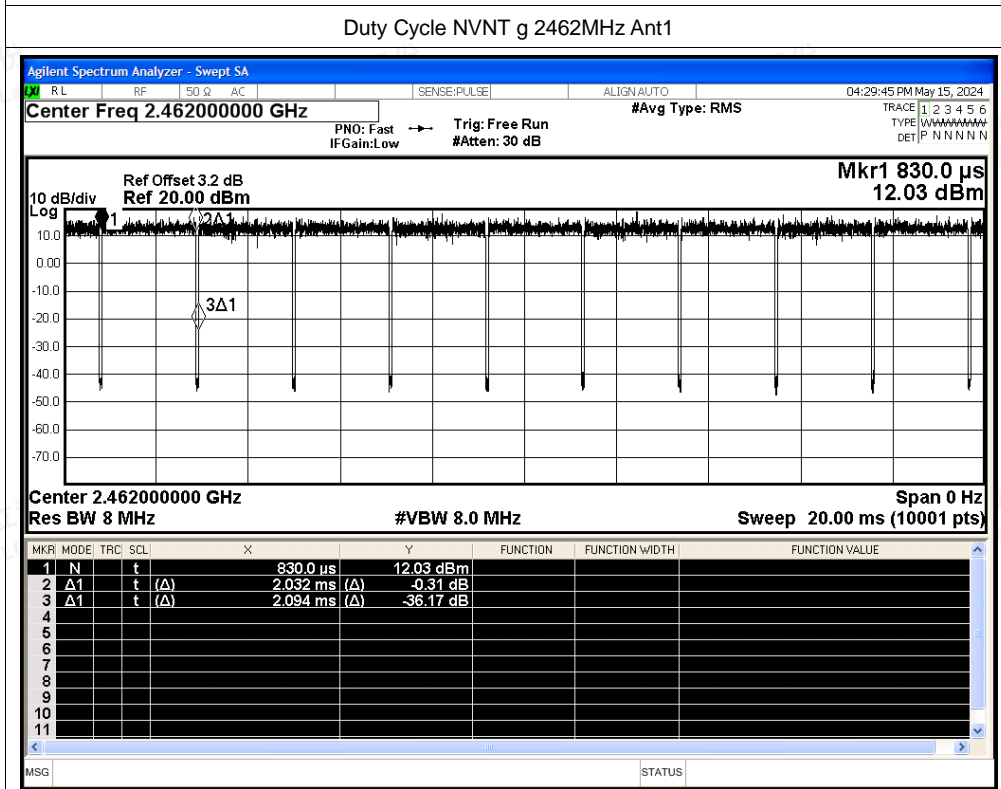 Duty Cycle NVNT g 2462MHz Ant1
Agilent Spectrum Analyzer - Swept SA
LXI RL RF 50 Ω AC SENSE:PULSE ALIGNAUTO 04:29:45 PM May 15, 2024
Center Freq 2.462000000 GHz #Avg Type: RMS TRACE 1 2 3 4 5 6
PNO: Fast Trig: Free Run TYPE W
IFGain:Low #Atten: 30 dB DET P N N N N N
Mkr1 830.0 µs
Ref Offset 3.2 dB
10 dB/div Ref 20.00 dBm 12.03 dBm
Log
1 2Δ1
10.0
0.00
-10.0
3Δ1
-20.0
-30.0
-40.0
-50.0
-60.0
-70.0
Center 2.462000000 GHz Span 0 Hz
Res BW 8 MHz #VBW 8.0 MHz Sweep 20.00 ms (10001 pts)
MKR MODE TRC SCL X Y FUNCTION FUNCTION WIDTH FUNCTION VALUE
1 N t 830.0 µs 12.03 dBm
2 Δ1 t (Δ) 2.032 ms (Δ) -0.31 dB
3 Δ1 t (Δ) 2.094 ms (Δ) -36.17 dB
4
5
6
7
8
9
10
11
MSG STATUS